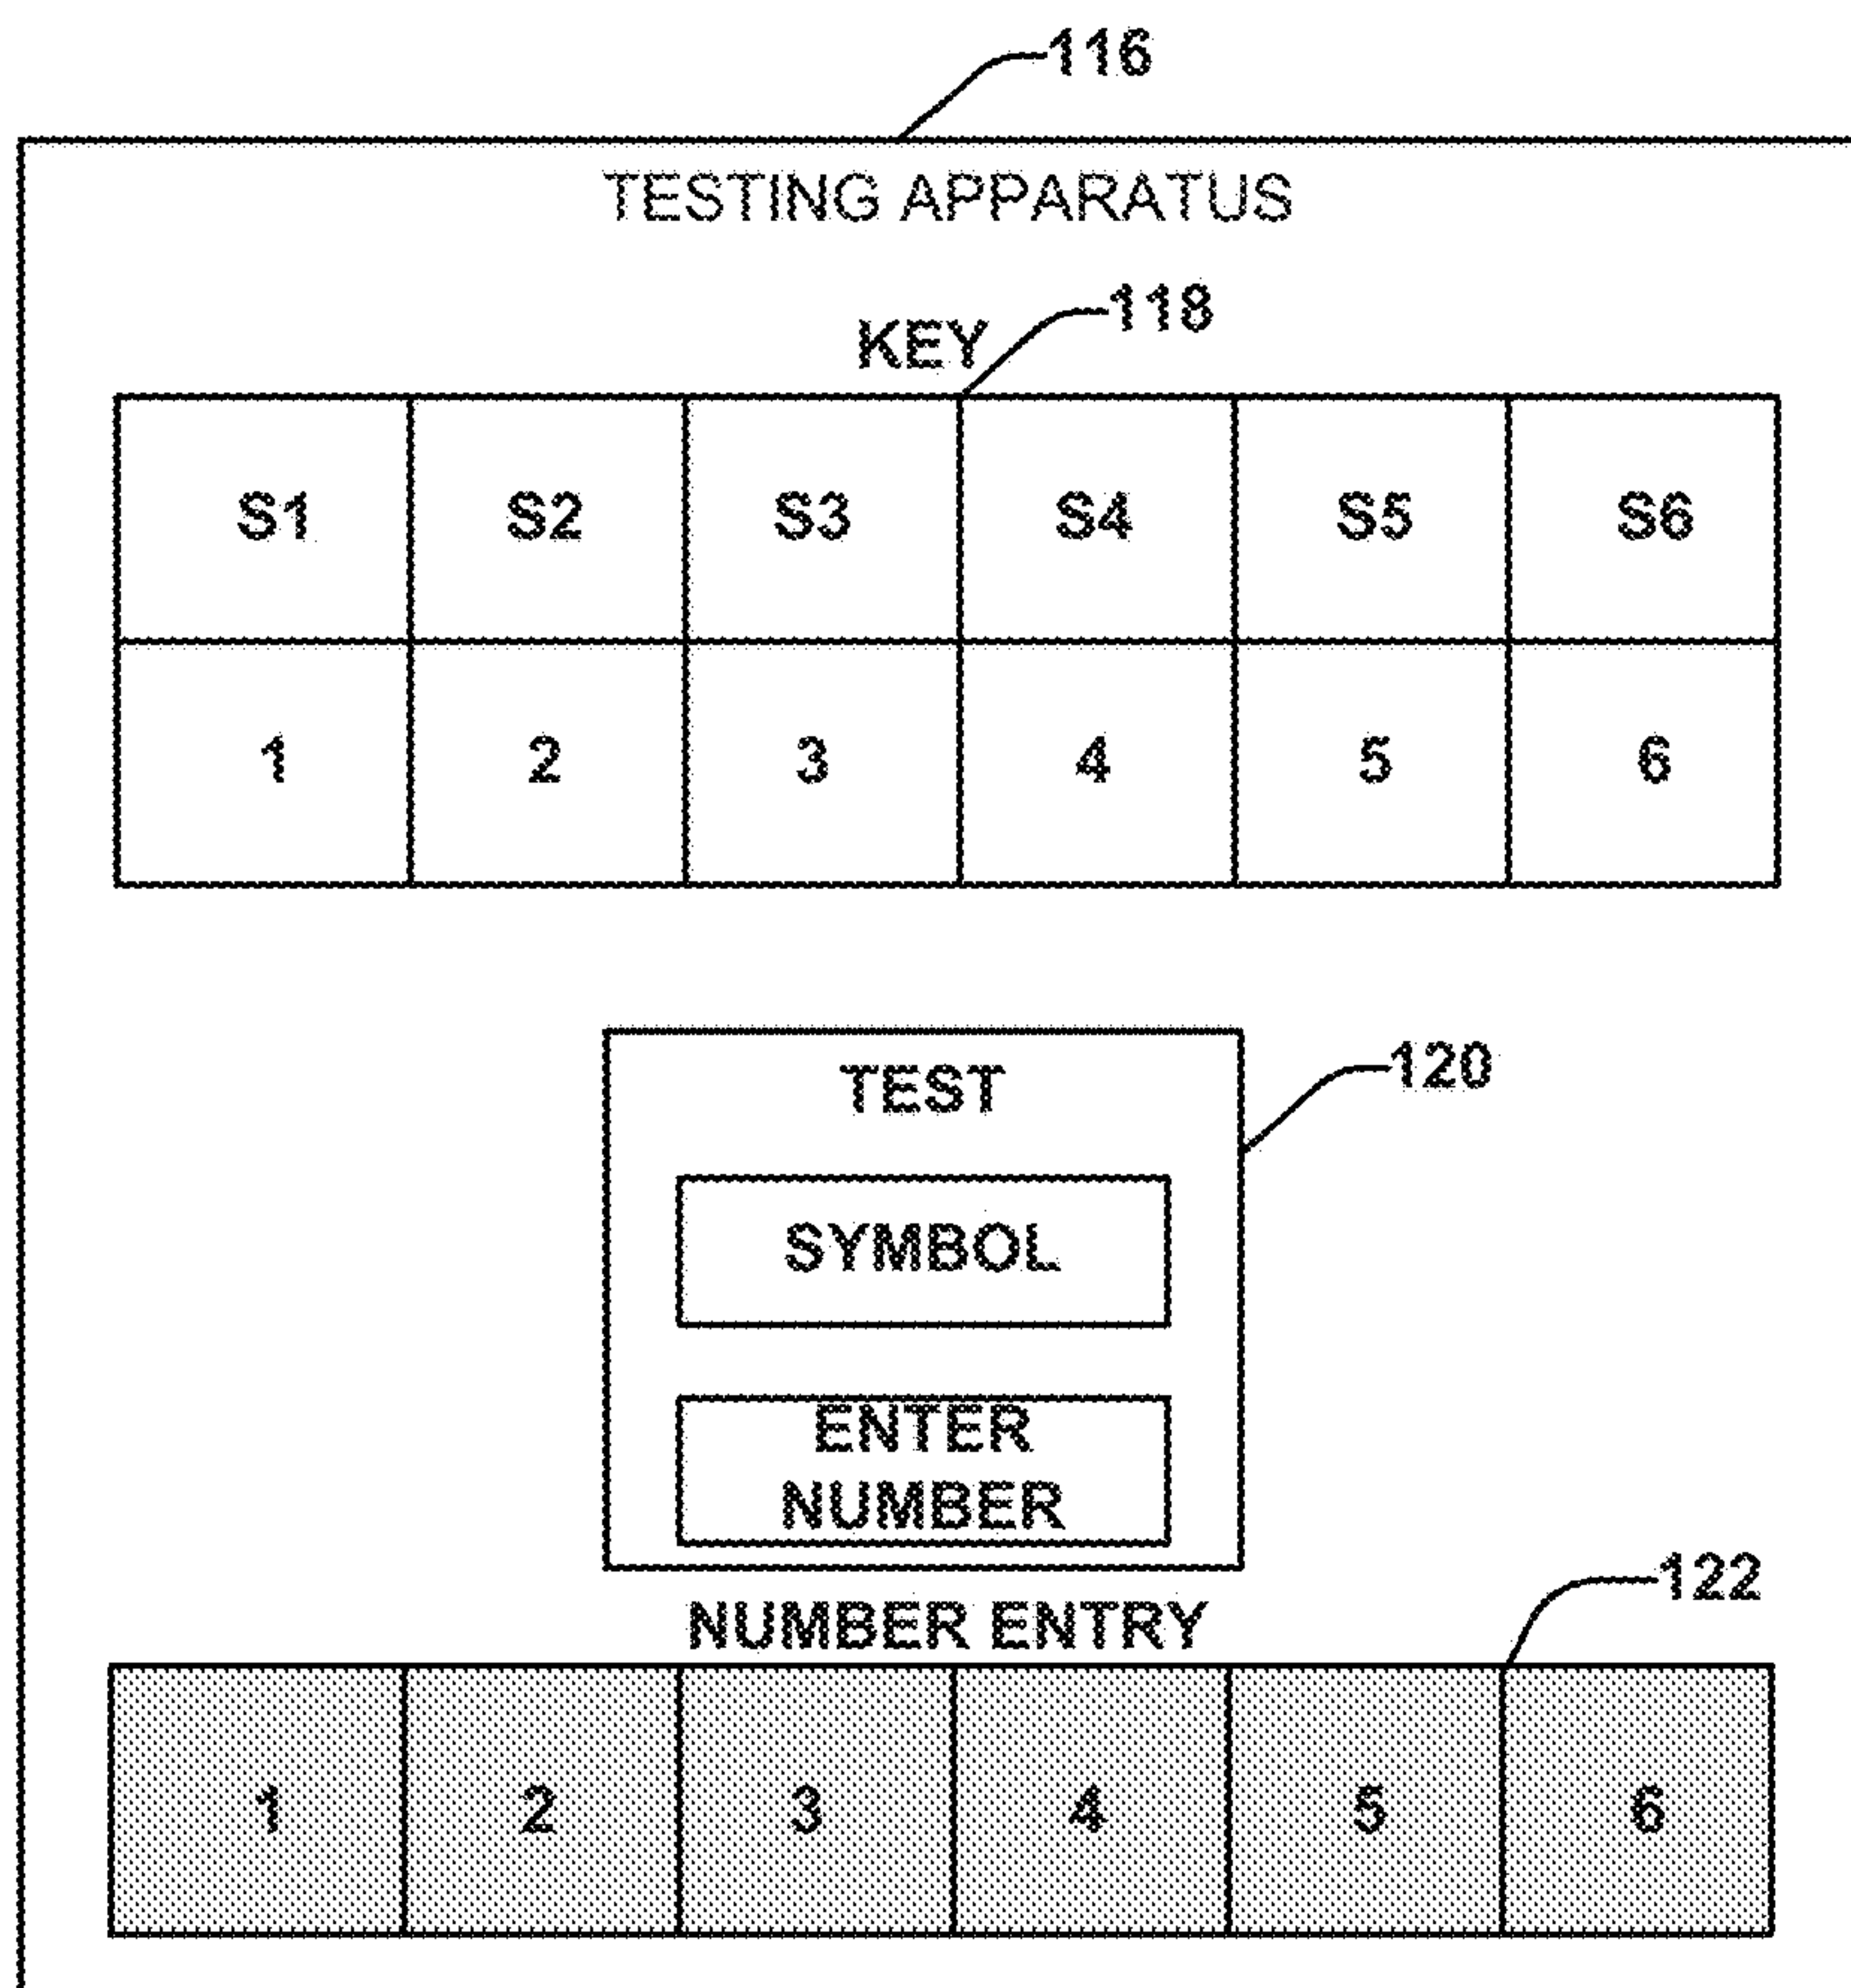 116
TESTING APPARATUS
118
KEY
S1 S2 S3 S4 S5 S6
1 2 3 4 5 6
120
TEST
SYMBOL
ENTER
NUMBER
122
NUMBER ENTRY
1 2 3 4 5 6